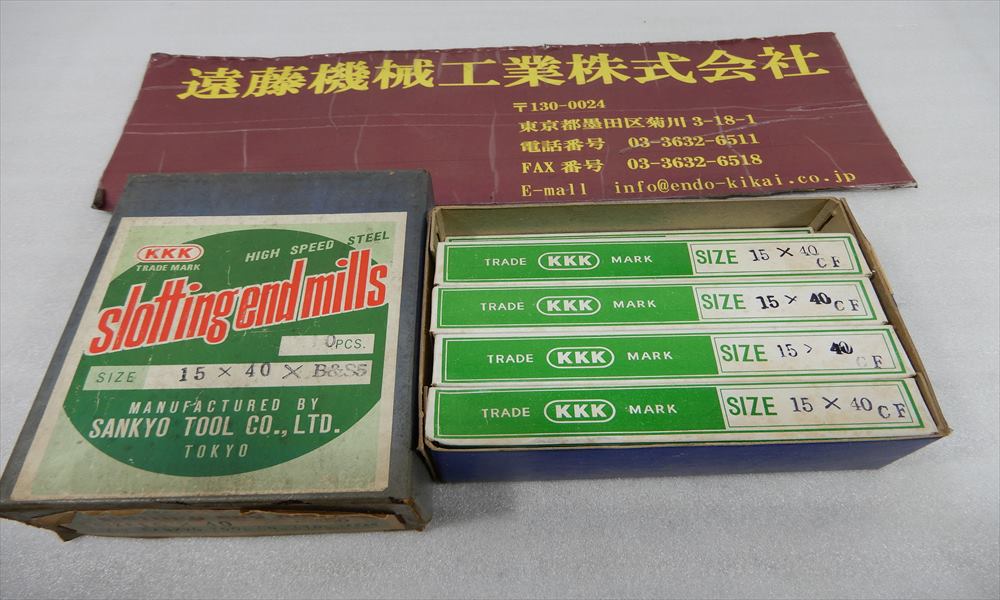 遠藤機械工業株式会社
〒130-0024
東京都墨田区菊川 3-18-1
電話番号 03-3632-6511
FAX 番号 03-3632-6518
E-mail info@endo-kikai.co.jp
KKK
TRADE MARK
HIGH SPEED STEEL
slotting end mills
0 PCS.
SIZE 15 × 40 × B&S5
MANUFACTURED BY
SANKYO TOOL CO., LTD.
TOKYO
TRADE KKK MARK SIZE 15 × 40 CF
TRADE KKK MARK SIZE 15 × 40 CF
TRADE KKK MARK SIZE 15 × 40
TRADE KKK MARK SIZE 15 × 40 CF